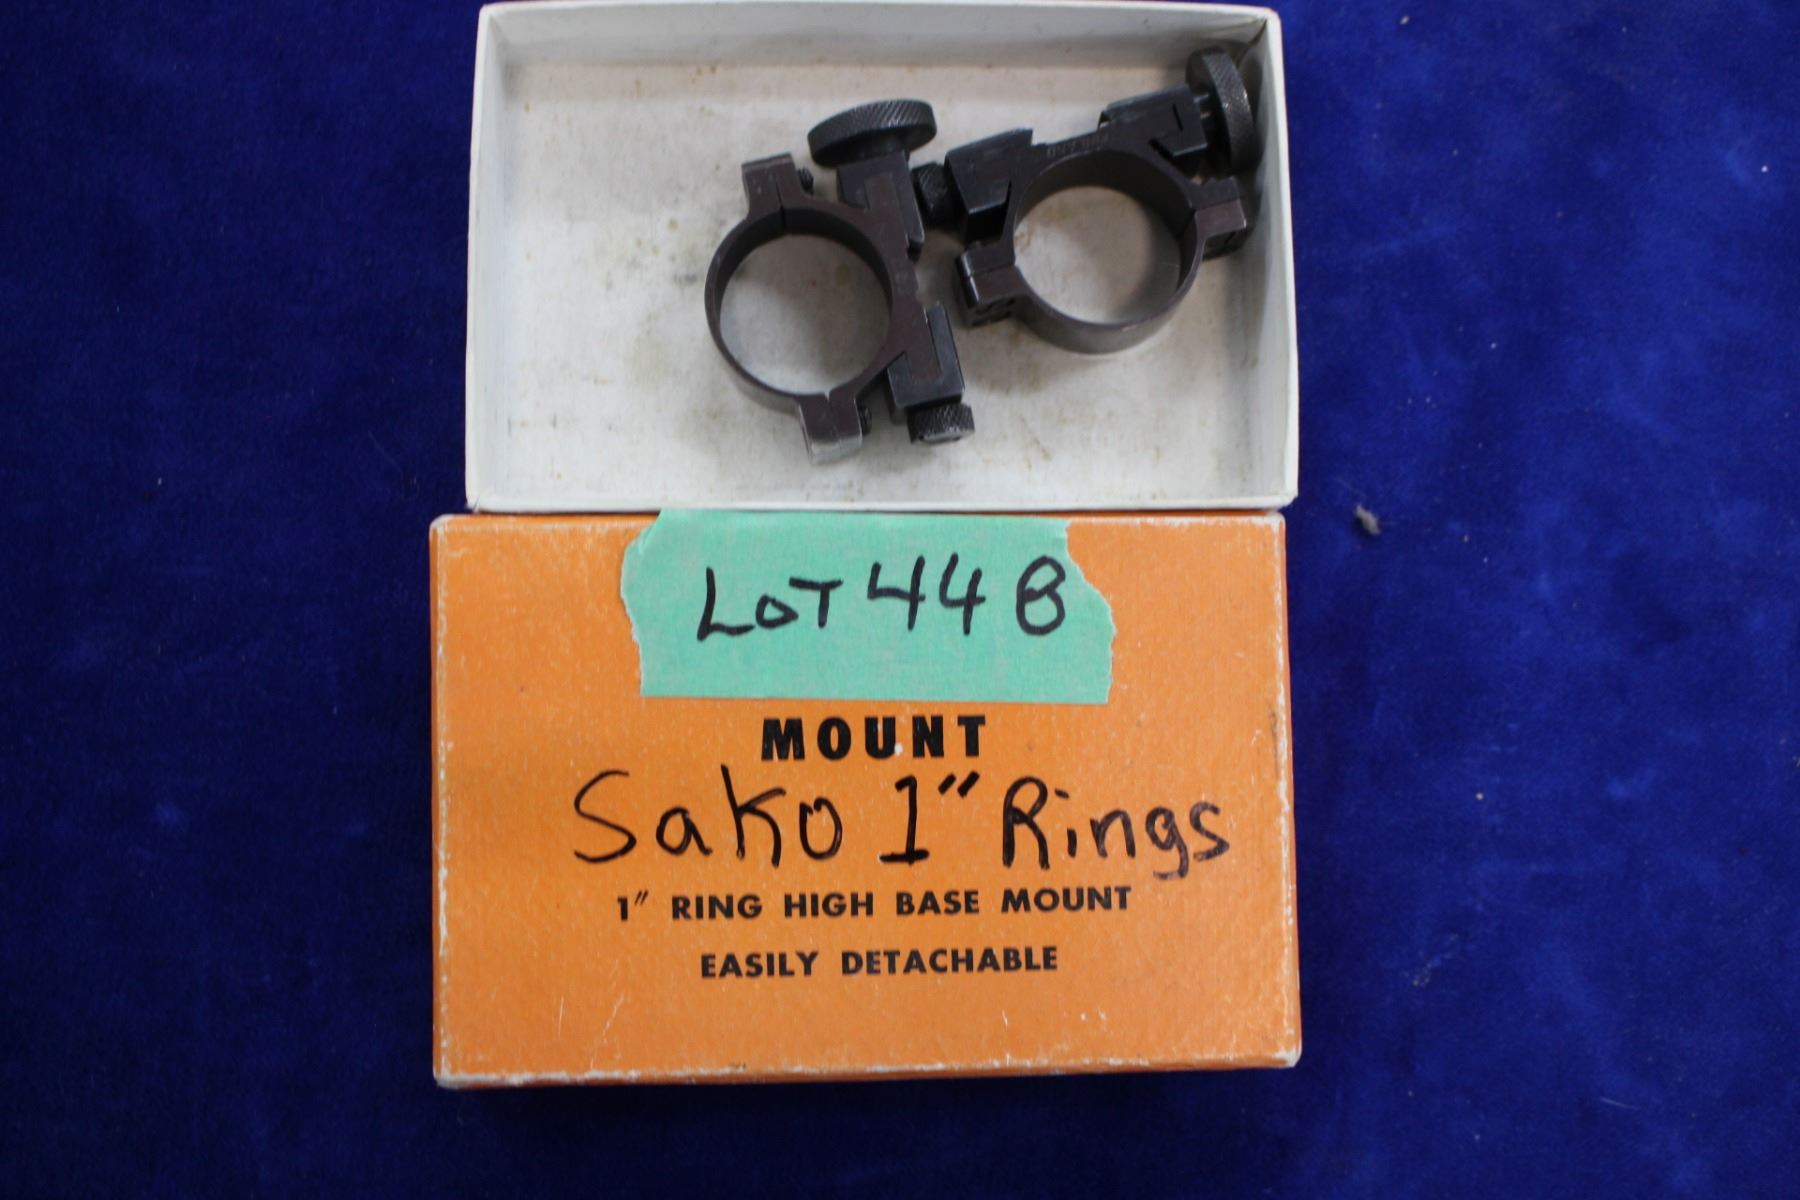 LOT 44 B
MOUNT
Sako 1" Rings
1" RING HIGH BASE MOUNT
EASILY DETACHABLE